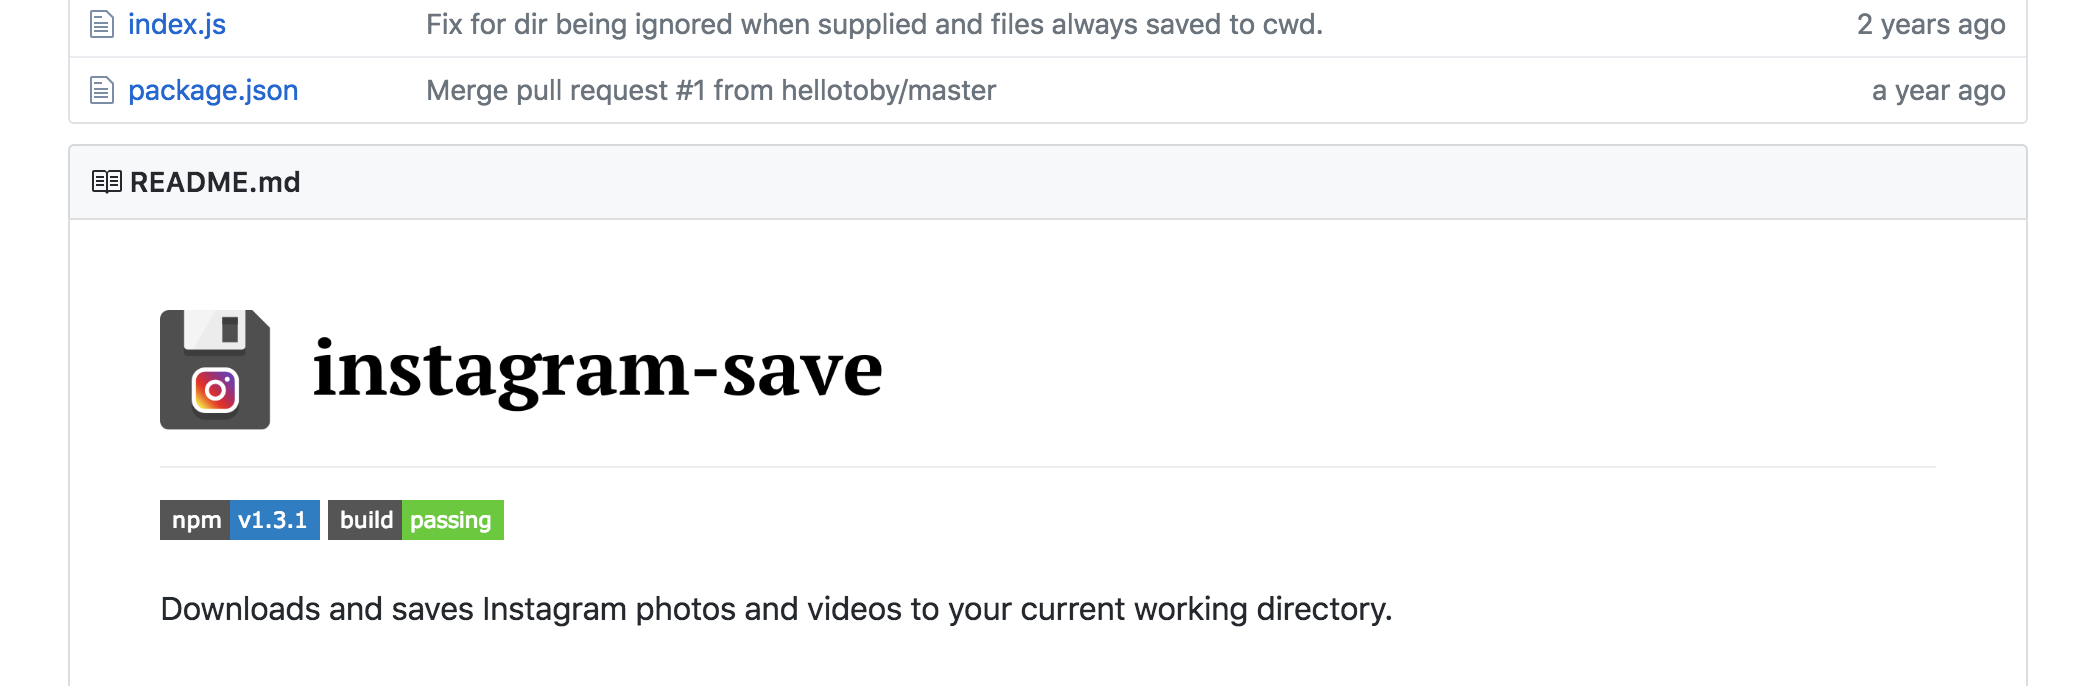 index.js Fix for dir being ignored when supplied and files always saved to cwd. 2 years ago
package.json Merge pull request #1 from hellotoby/master a year ago
README.md
instagram-save
npm v1.3.1 build passing
Downloads and saves Instagram photos and videos to your current working directory.